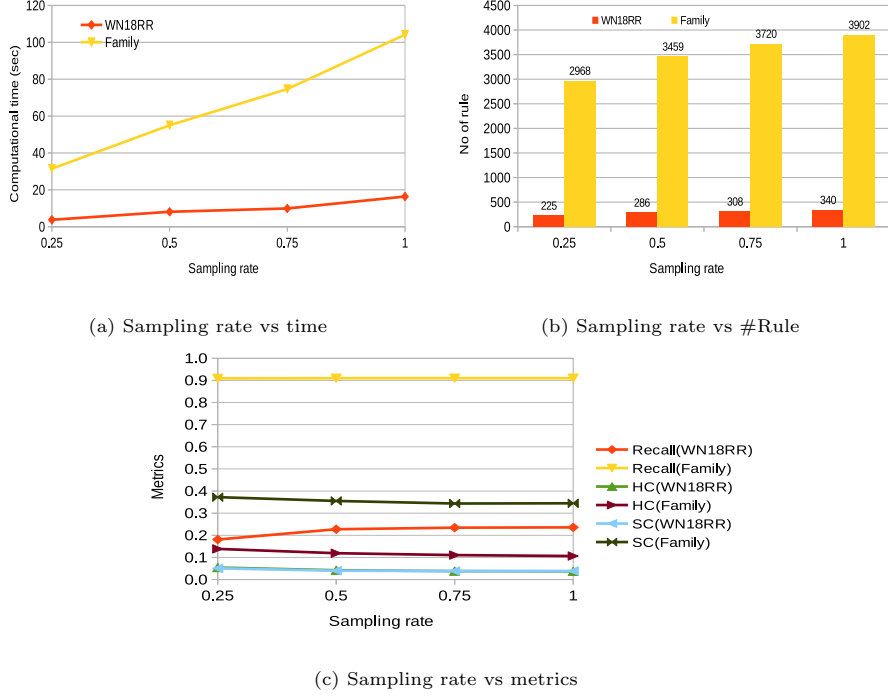 WN18RR
Family
Computational time (sec)
120
100
80
60
40
20
0
0.25 0.5 0.75 1
Sampling rate
(a) Sampling rate vs time
WN18RR Family
No of rule
4500
4000
3500
3000
2500
2000
1500
1000
500
0
225 2968 286 3459 308 3720 340 3902
0.25 0.5 0.75 1
Sampling rate
(b) Sampling rate vs #Rule
Metrics
1.0
0.9
0.8
0.7
0.6
0.5
0.4
0.3
0.2
0.1
0.0
0.25 0.5 0.75 1
Sampling rate
Recall(WN18RR)
Recall(Family)
HC(WN18RR)
HC(Family)
SC(WN18RR)
SC(Family)
(c) Sampling rate vs metrics